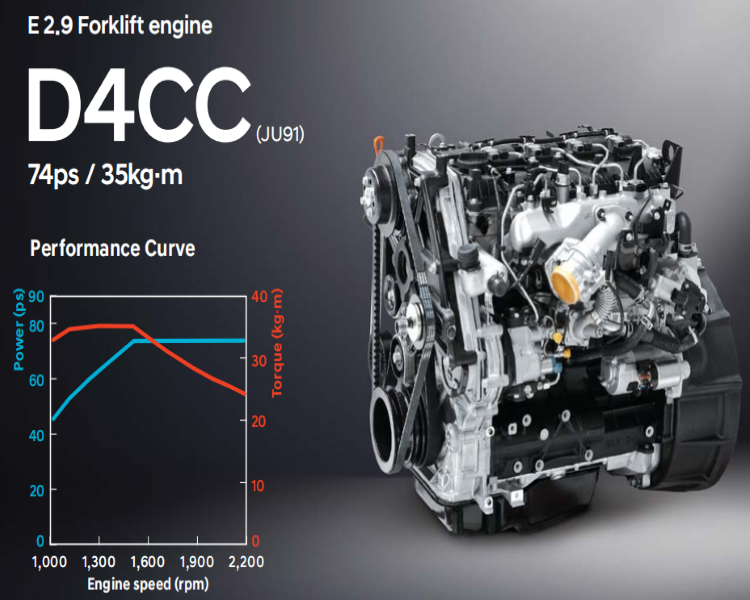 E 2.9 Forklift engine
D4CC (JU91)
74ps / 35kg·m
Performance Curve
Power (ps)
90
80
60
40
20
0
Torque (kg·m)
40
30
20
10
0
1,000 1,300 1,600 1,900 2,200
Engine speed (rpm)